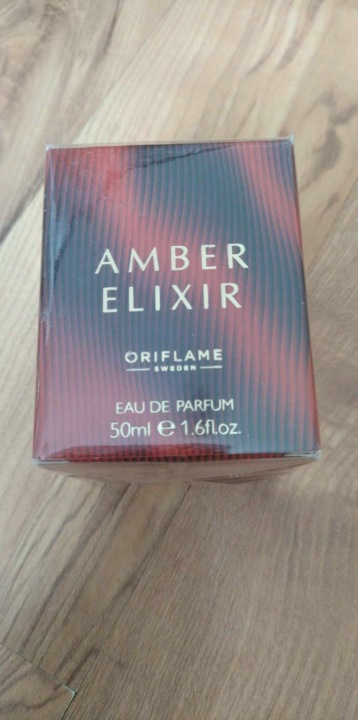 AMBER
ELIXIR
ORIFLAME
SWEDEN
EAU DE PARFUM
50ml ℮ 1.6fl.oz.